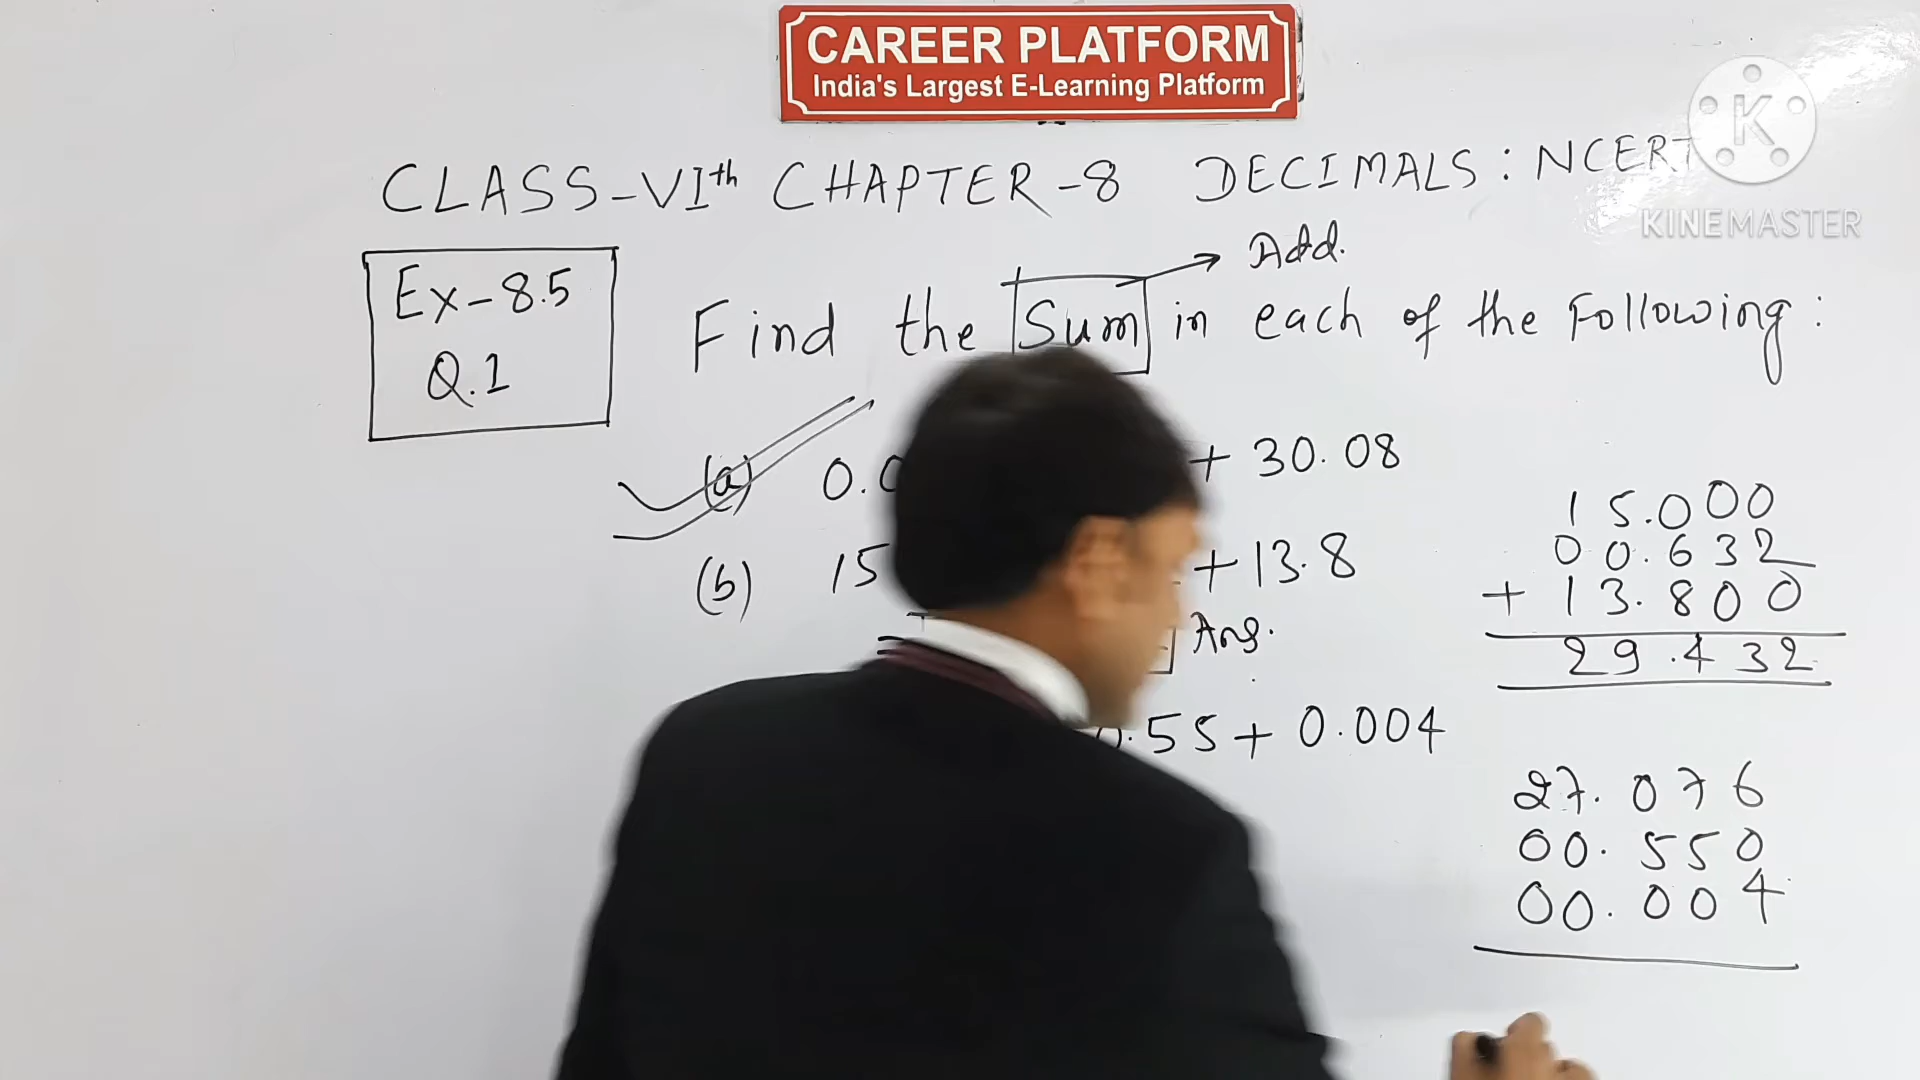 CAREER PLATFORM
India's Largest E-Learning Platform
KINEMASTER
CLASS-VIth CHAPTER-8 DECIMALS: NCERT
Ex-8.5
Q.1
Add.
Find the Sum in each of the Following:
(a) 0.0 + 30.08
(b) 15 + 13.8
Ans.
.55 + 0.004
15.000
00.632
+ 13.800
29.432
27.076
00.550
00.004